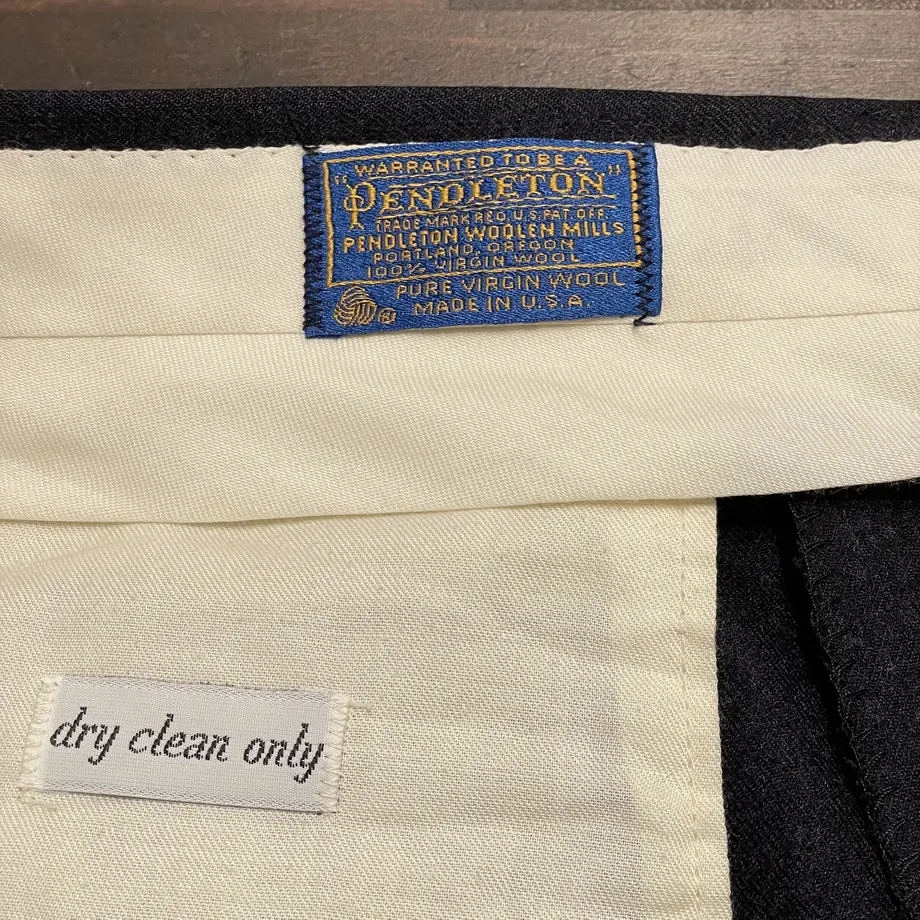 WARRANTED TO BE A
"PENDLETON"
TRADE MARK REG. U.S. PAT. OFF.
PENDLETON WOOLEN MILLS
PORTLAND, OREGON
100% VIRGIN WOOL
PURE VIRGIN WOOL
® MADE IN U.S.A.
dry clean only